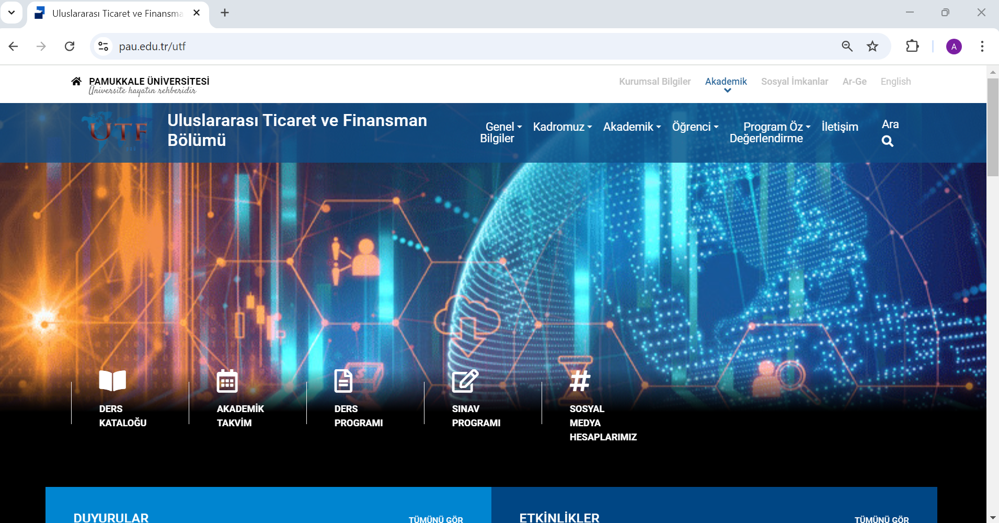 Uluslararası Ticaret ve Finansma
pau.edu.tr/utf
A
PAMUKKALE ÜNİVERSİTESİ
Üniversite hayatın rehberidir
Kurumsal Bilgiler Akademik Sosyal İmkanlar Ar-Ge English
UTF
Uluslararası Ticaret ve Finansman
Bölümü
Genel Bilgiler Kadromuz Akademik Öğrenci Program Öz Değerlendirme İletişim Ara
DERS
KATALOĞU
AKADEMİK
TAKVİM
DERS
PROGRAMI
SINAV
PROGRAMI
SOSYAL
MEDYA
HESAPLARIMIZ
DUYURULAR TÜMÜNÜ GÖR
ETKİNLİKLER TÜMÜNÜ GÖR